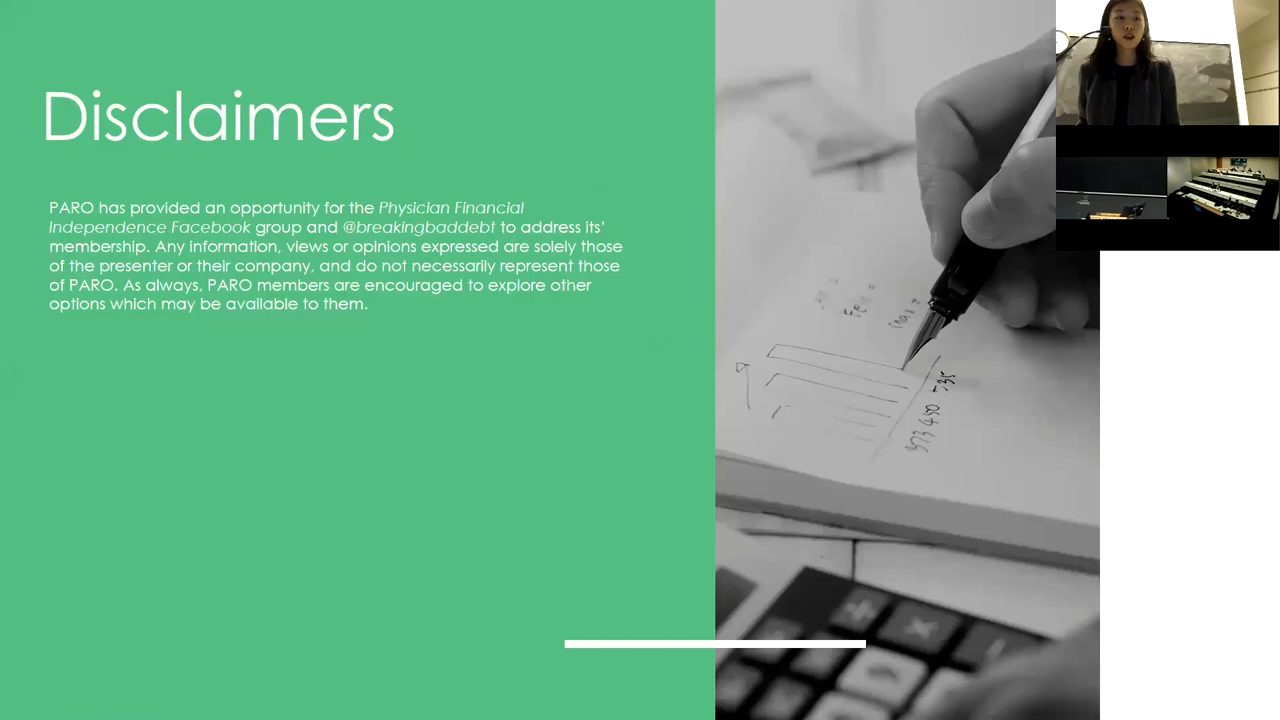 Disclaimers
PARO has provided an opportunity for the Physician Financial
Independence Facebook group and @breakingbaddebt to address its'
membership. Any information, views or opinions expressed are solely those
of the presenter or their company, and do not necessarily represent those
of PARO. As always, PARO members are encouraged to explore other
options which may be available to them.